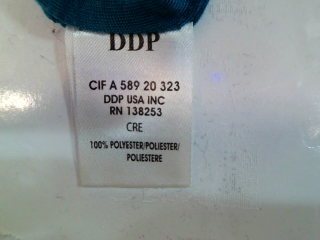 DDP
CIF A 589 20 323
DDP USA INC
RN 138253
CRE
100% POLYESTER/POLIESTER/
POLIESTERE